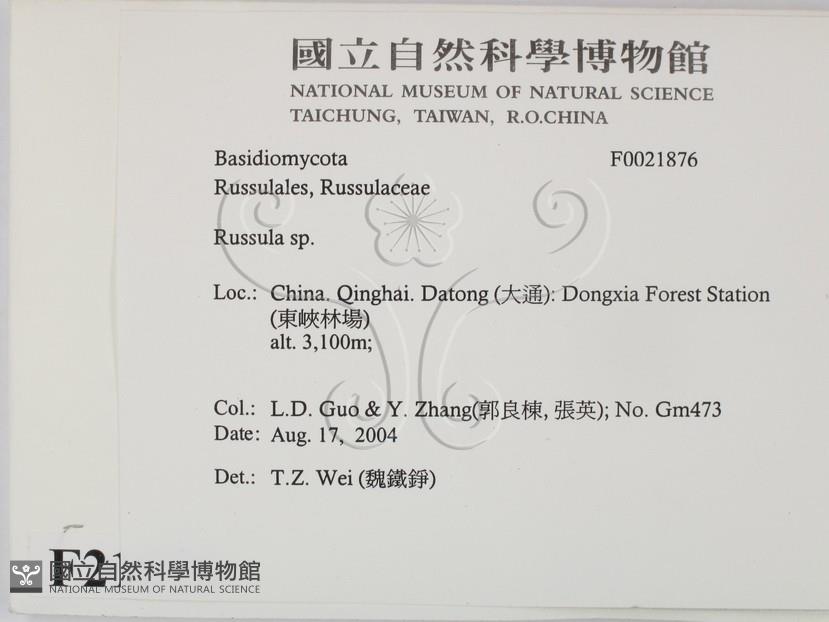 國立自然科學博物館
NATIONAL MUSEUM OF NATURAL SCIENCE
TAICHUNG, TAIWAN, R.O.CHINA
Basidiomycota F0021876
Russulales, Russulaceae
Russula sp.
Loc.: China. Qinghai. Datong (大通): Dongxia Forest Station
(東峽林場)
alt. 3,100m;
Col.: L.D. Guo & Y. Zhang(郭良棟, 張英); No. Gm473
Date: Aug. 17, 2004
Det.: T.Z. Wei (魏鐵錚)
F21
國立自然科學博物館
NATIONAL MUSEUM OF NATURAL SCIENCE